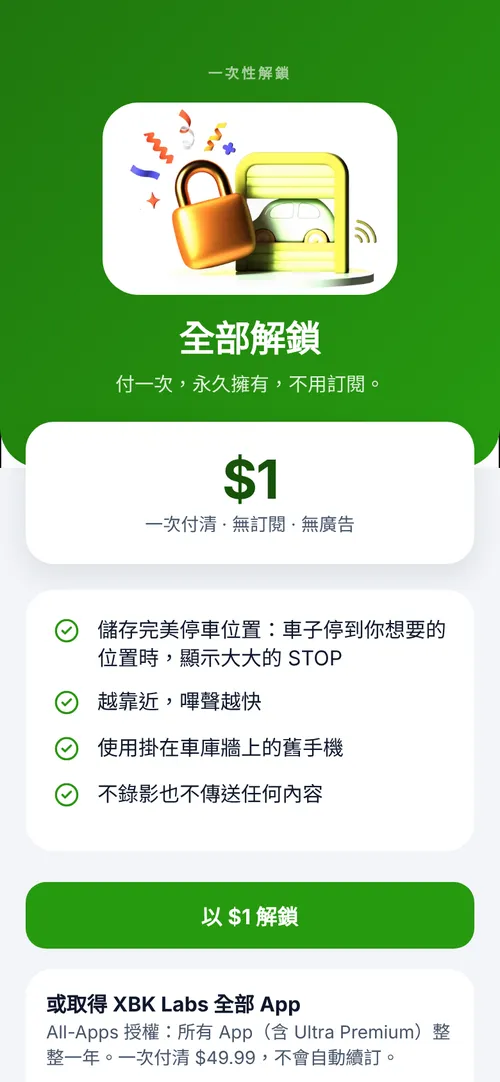 一次性解鎖
全部解鎖
付一次，永久擁有，不用訂閱。
$1
一次付清 · 無訂閱 · 無廣告
儲存完美停車位置：車子停到你想要的
位置時，顯示大大的 STOP
越靠近，嗶聲越快
使用掛在車庫牆上的舊手機
不錄影也不傳送任何內容
以 $1 解鎖
或取得 XBK Labs 全部 App
All-Apps 授權：所有 App（含 Ultra Premium）整
整一年。一次付清 $49.99，不會自動續訂。